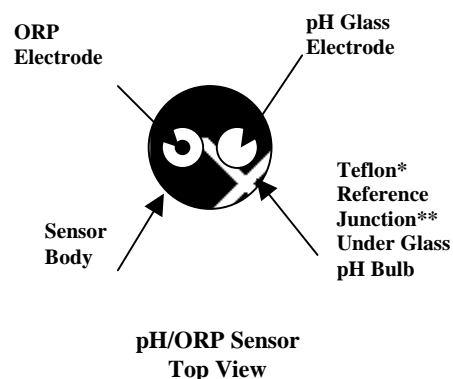 ORP
Electrode
pH Glass
Electrode
Teflon*
Reference
Junction**
Under Glass
pH Bulb
Sensor
Body
pH/ORP Sensor
Top View